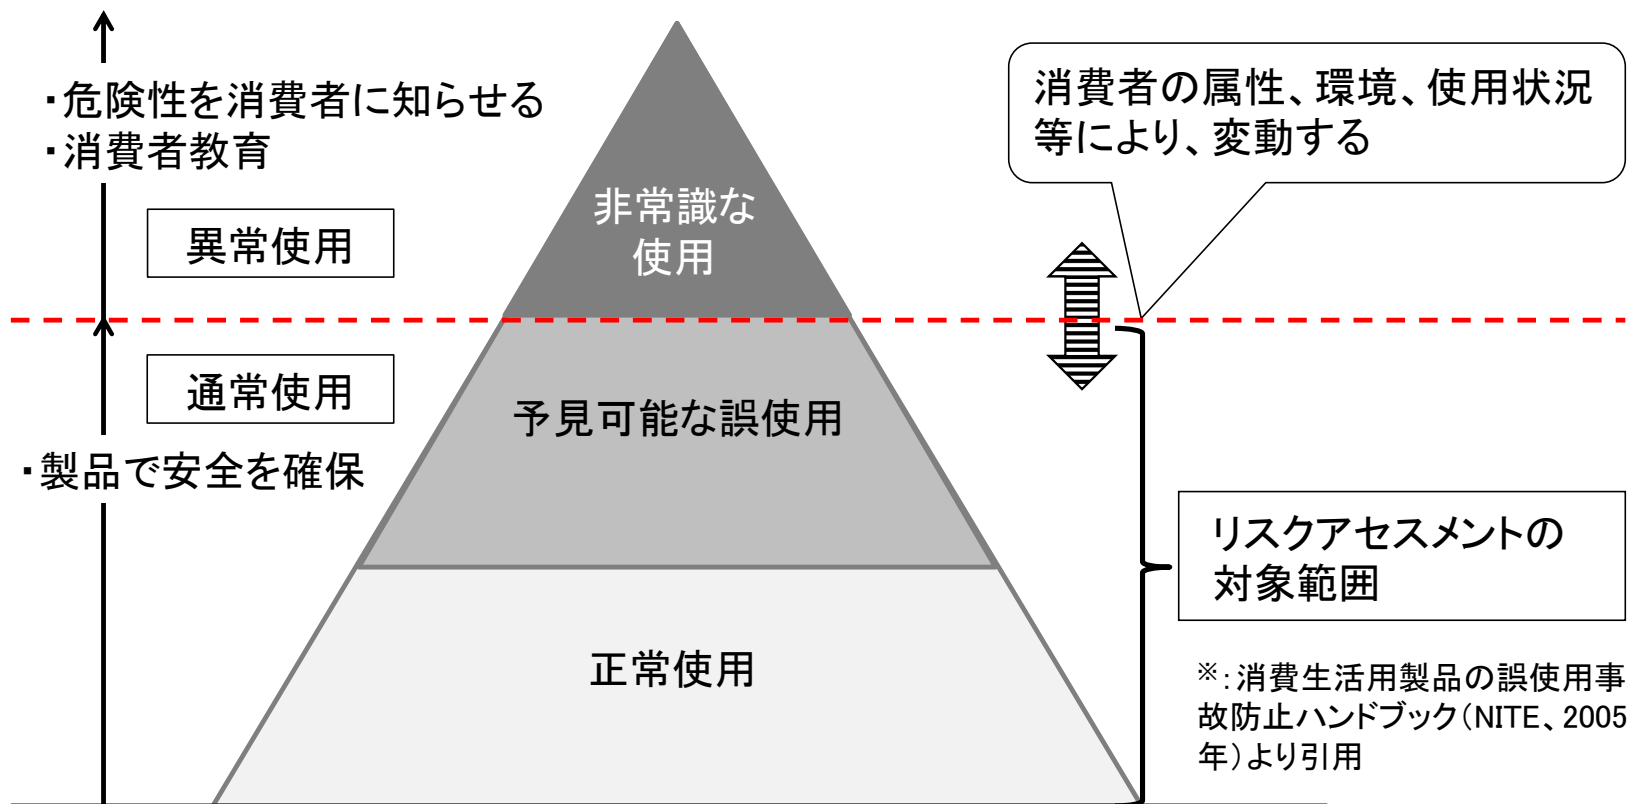 ・危険性を消費者に知らせる
・消費者教育
消費者の属性、環境、使用状況
等により、変動する
異常使用
非常識な
使用
通常使用
予見可能な誤使用
・製品で安全を確保
リスクアセスメントの
対象範囲
正常使用
※:消費生活用製品の誤使用事
故防止ハンドブック(NITE、2005
年)より引用